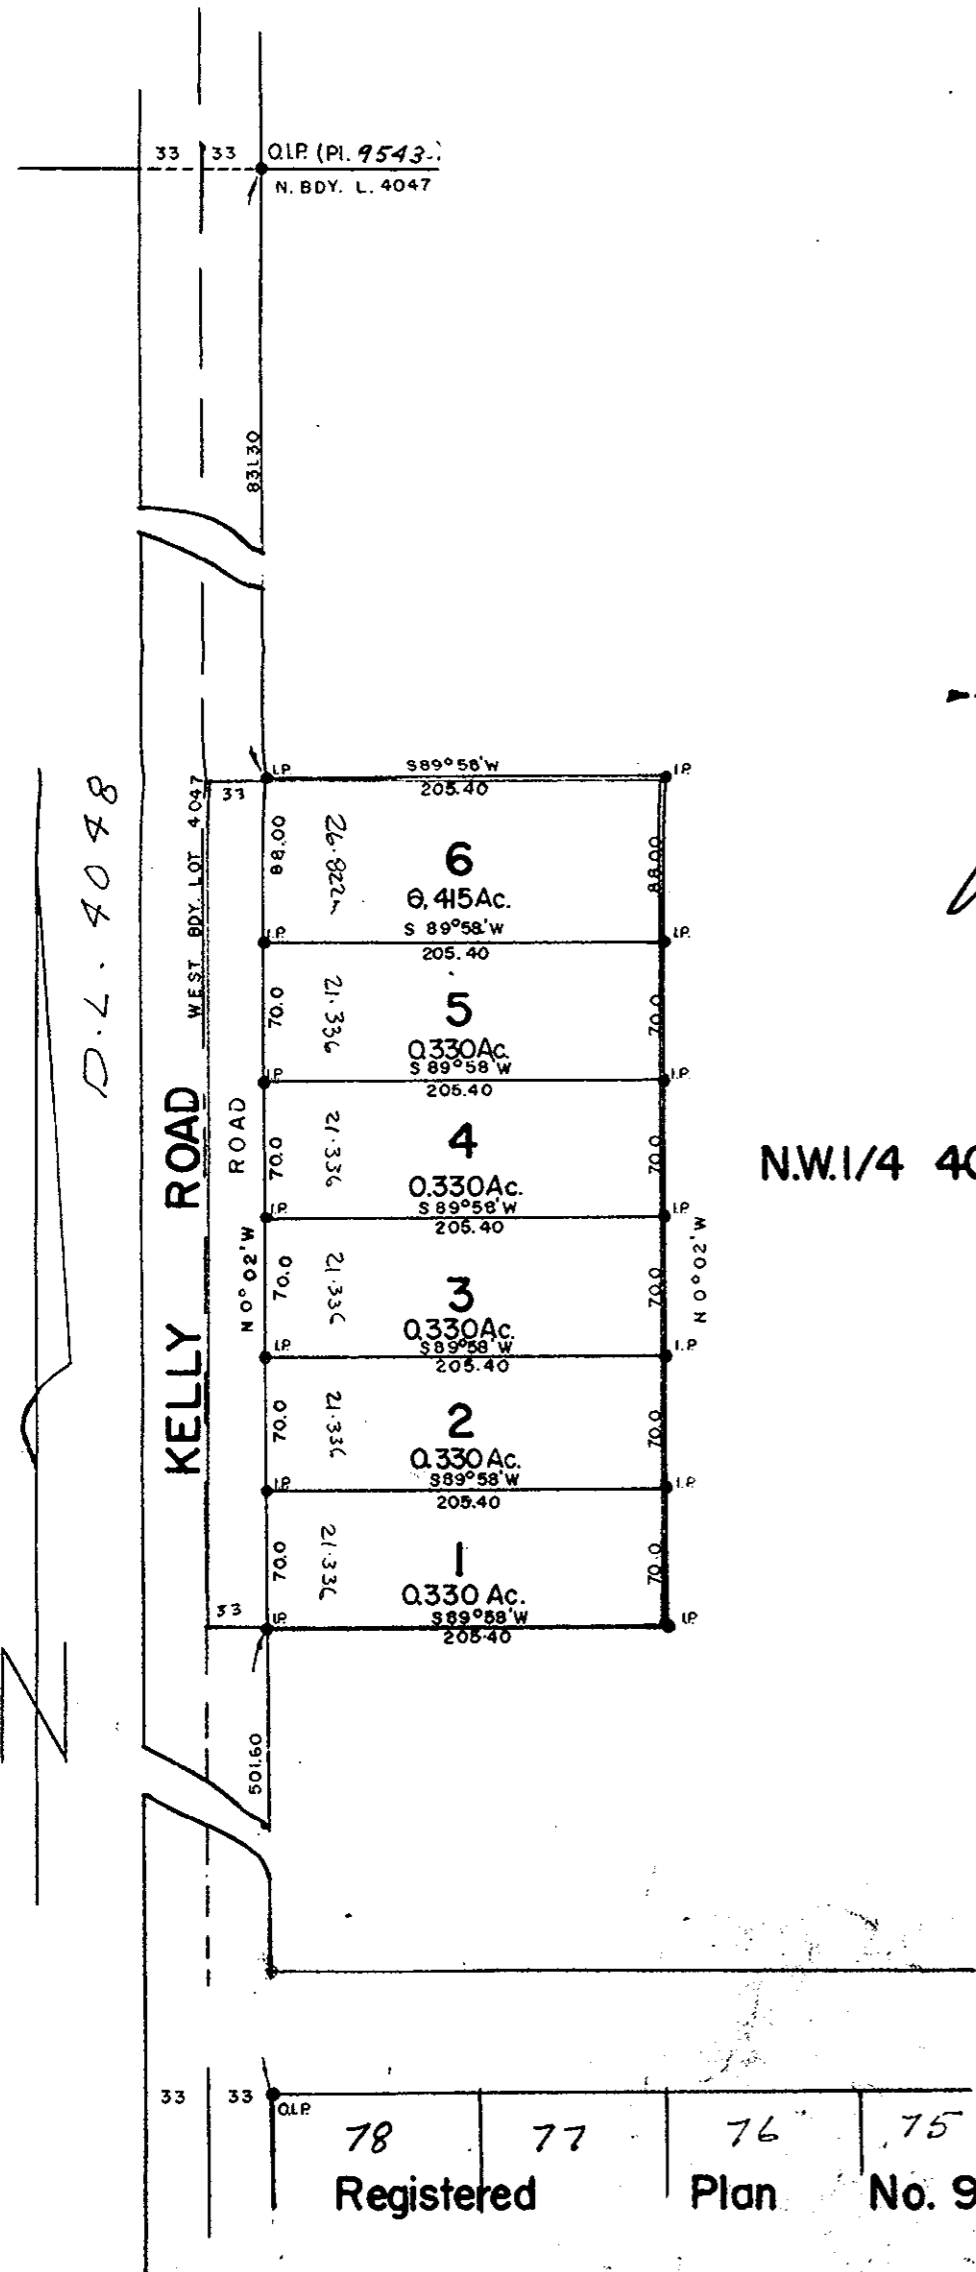 33 33 O.I.P. (Pl. 9543
N. BDY. L. 4047
831.30
I.P. S 89°58'W I.P.
33 205.40
WEST BDY. LOT 4047
D.L. 4048
88.00 26.822m 6 88.00
0.415Ac.
I.P. S 89°58'W I.P.
205.40
70.0 21.336 5 70.0
0.330Ac.
I.P. S 89°58'W I.P.
205.40
KELLY ROAD
ROAD
70.0 21.336 4 70.0
0.330Ac.
I.P. S 89°58'W I.P.
205.40
N.W.1/4 40
N 0°02'W N 0°02'W
70.0 21.336 3 70.0
0.330Ac.
I.P. S89°58'W I.P.
205.40
70.0 21.336 2 70.0
0.330Ac.
I.P. S89°58'W I.P.
205.40
70.0 21.336 1 70.0
0.330 Ac.
33 I.P. S89°58'W I.P.
205.40
N
501.60
33 33 O.I.P.
78 77 76 75
Registered Plan No. 9